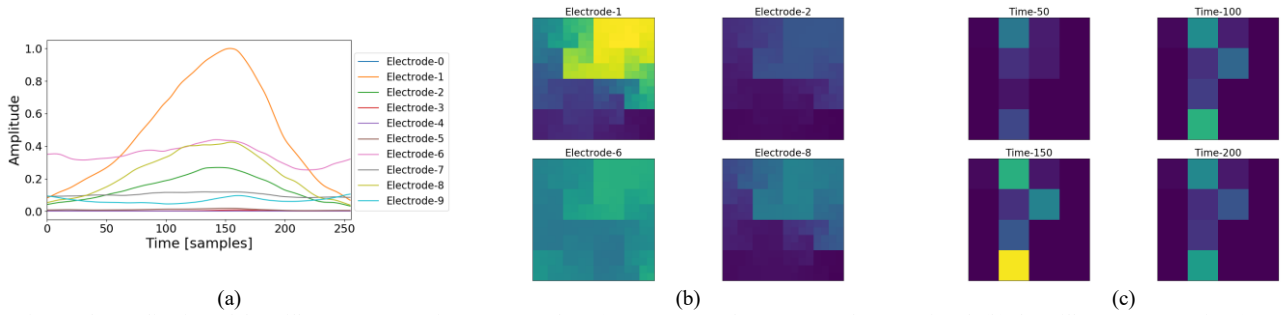 1.0
0.8
0.6
0.4
0.2
0.0
Amplitude
0
50
100
150
200
250
Time [samples]
Electrode-0
Electrode-1
Electrode-2
Electrode-3
Electrode-4
Electrode-5
Electrode-6
Electrode-7
Electrode-8
Electrode-9
(a)
Electrode-1
Electrode-2
Electrode-6
Electrode-8
(b)
Time-50
Time-100
Time-150
Time-200
(c)